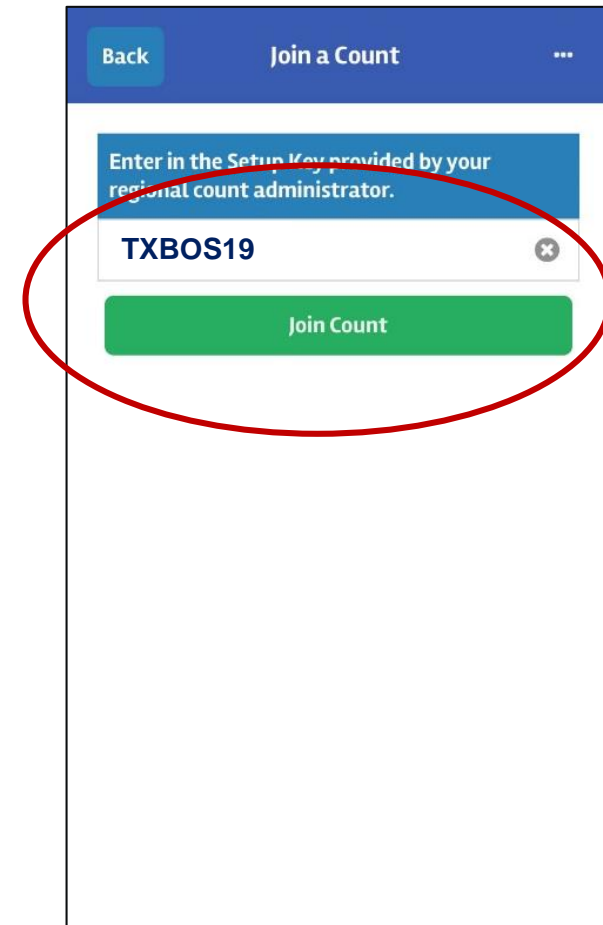 Back Join a Count ...
Enter in the Setup Key provided by your
regional count administrator.
TXBOS19
Join Count